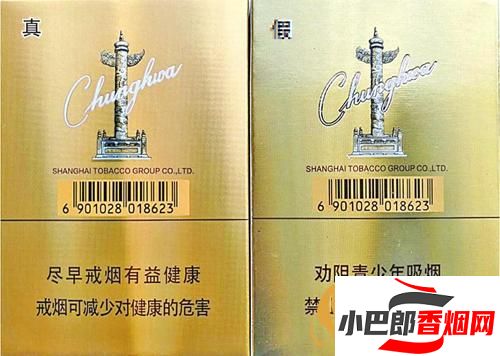 真
Chunghwa
SHANGHAI TOBACCO GROUP CO.,LTD.
6 901028 018623
尽早戒烟有益健康
戒烟可减少对健康的危害
假
Chunghwa
SHANGHAI TOBACCO GROUP CO.,LTD.
6 901028 018623
劝阻青少年吸烟
禁
小巴郎香烟网